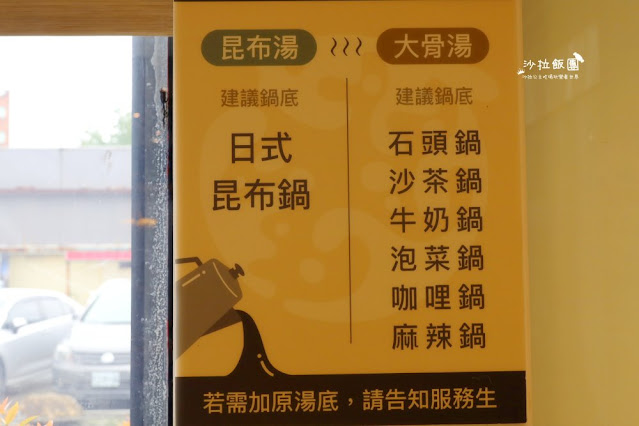 昆布湯
建議鍋底
日式
昆布鍋
大骨湯
建議鍋底
石頭鍋
沙茶鍋
牛奶鍋
泡菜鍋
咖哩鍋
麻辣鍋
若需加原湯底，請告知服務生
沙拉飯團